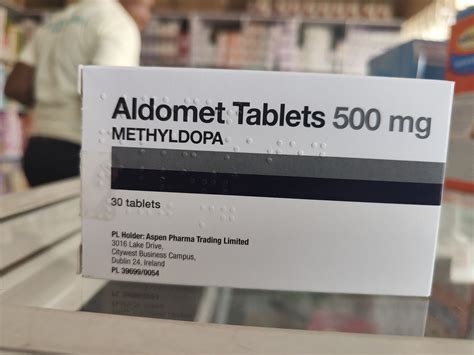 Aldomet Tablets 500 mg
METHYLDOPA
30 tablets
PL Holder: Aspen Pharma Trading Limited
3016 Lake Drive,
Citywest Business Campus,
Dublin 24, Ireland
PL 39699/0054